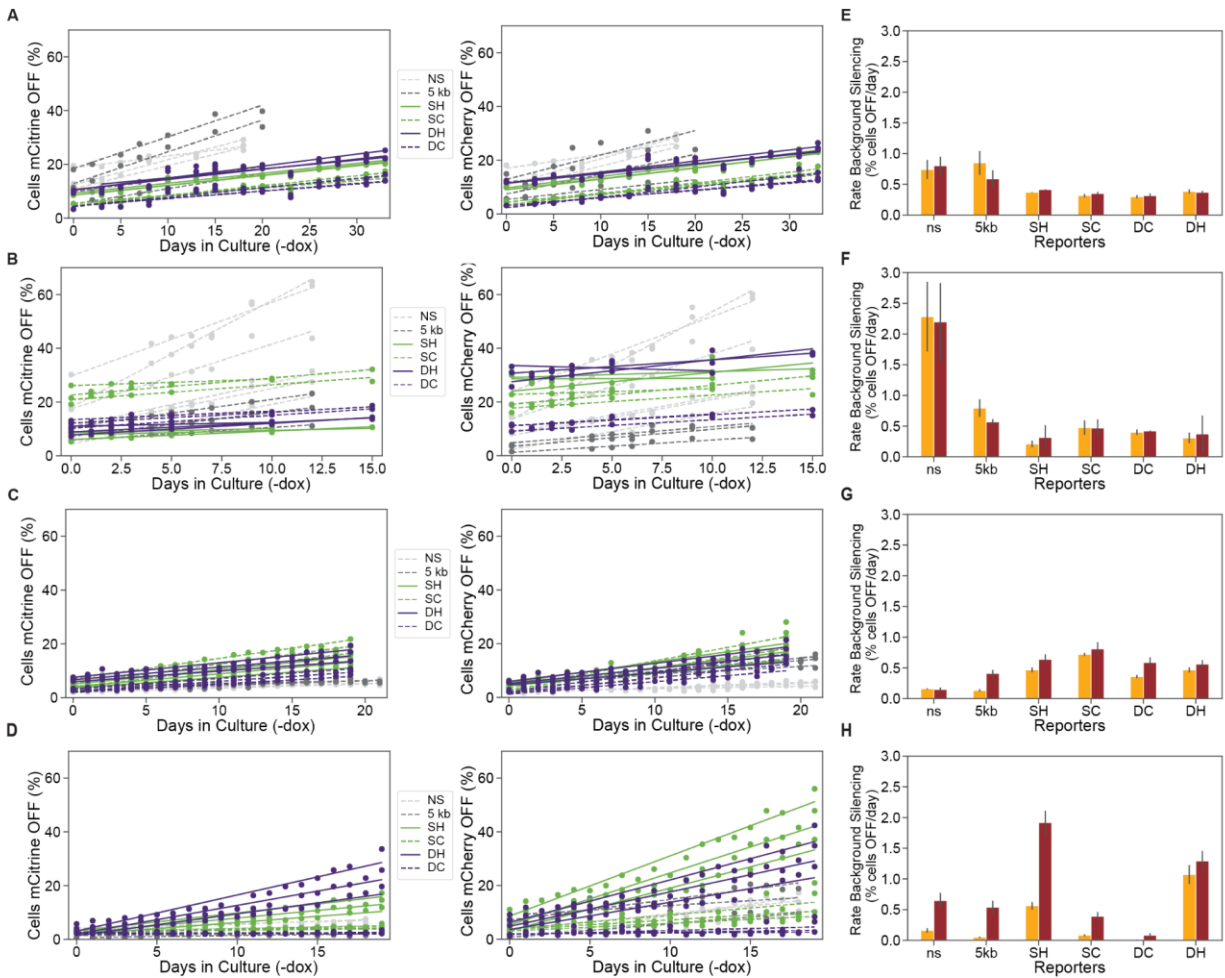 A
Cells mCitrine OFF (%)
60
40
20
0
0 5 10 15 20 25 30
Days in Culture (-dox)
NS
5 kb
SH
SC
DH
DC
Cells mCherry OFF (%)
60
40
20
0
0 5 10 15 20 25 30
Days in Culture (-dox)
E
Rate Background Silencing
(% cells OFF/day)
3.0
2.5
2.0
1.5
1.0
0.5
0.0
ns 5kb SH SC DC DH
Reporters
B
Cells mCitrine OFF (%)
60
40
20
0
0.0 2.5 5.0 7.5 10.0 12.5 15.0
Days in Culture (-dox)
NS
5 kb
SH
SC
DH
DC
Cells mCherry OFF (%)
60
40
20
0
0.0 2.5 5.0 7.5 10.0 12.5 15.0
Days in Culture (-dox)
F
Rate Background Silencing
(% cells OFF/day)
3.0
2.5
2.0
1.5
1.0
0.5
0.0
ns 5kb SH SC DC DH
Reporters
C
Cells mCitrine OFF (%)
60
40
20
0
0 5 10 15 20
Days in Culture (-dox)
NS
5 kb
SH
SC
DH
DC
Cells mCherry OFF (%)
60
40
20
0
0 5 10 15 20
Days in Culture (-dox)
G
Rate Background Silencing
(% cells OFF/day)
3.0
2.5
2.0
1.5
1.0
0.5
0.0
ns 5kb SH SC DC DH
Reporters
D
Cells mCitrine OFF (%)
60
40
20
0
0 5 10 15
Days in Culture (-dox)
NS
5 kb
SH
SC
DH
DC
Cells mCherry OFF (%)
60
40
20
0
0 5 10 15
Days in Culture (-dox)
H
Rate Background Silencing
(% cells OFF/day)
3.0
2.5
2.0
1.5
1.0
0.5
0.0
ns 5kb SH SC DC DH
Reporters